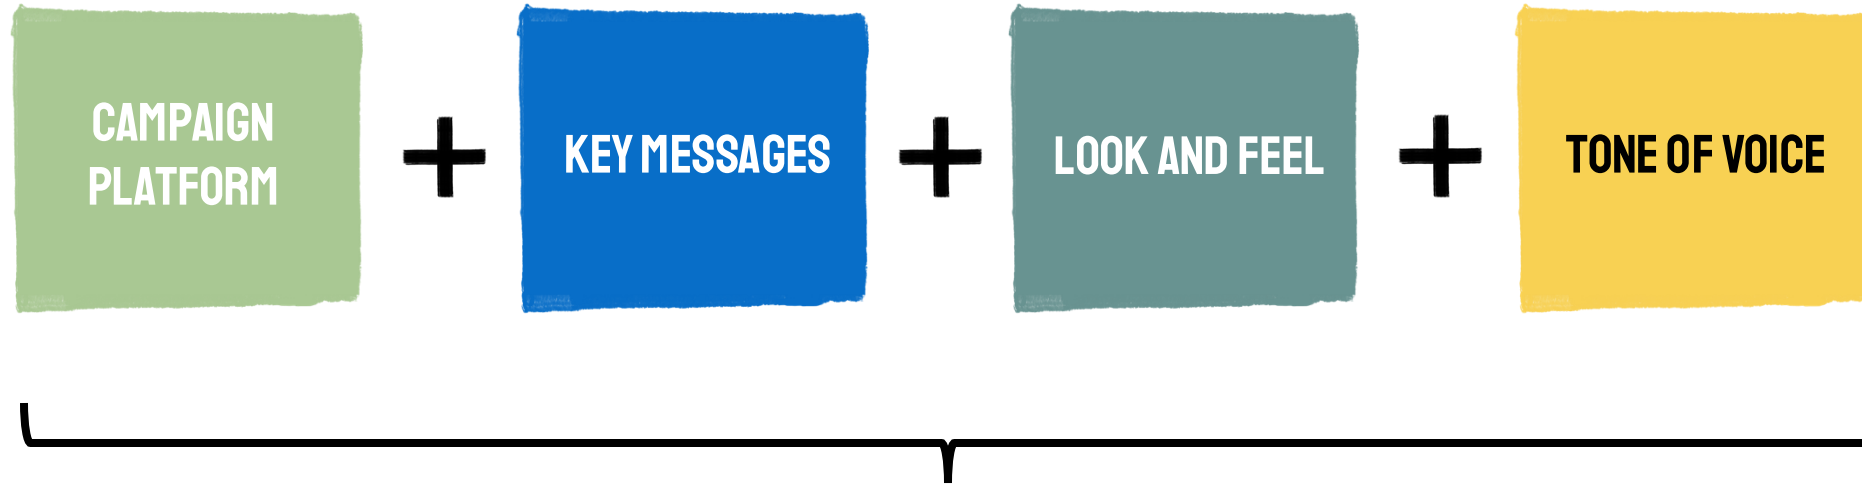 CAMPAIGN
PLATFORM
+
KEY MESSAGES
+
LOOK AND FEEL
+
TONE OF VOICE